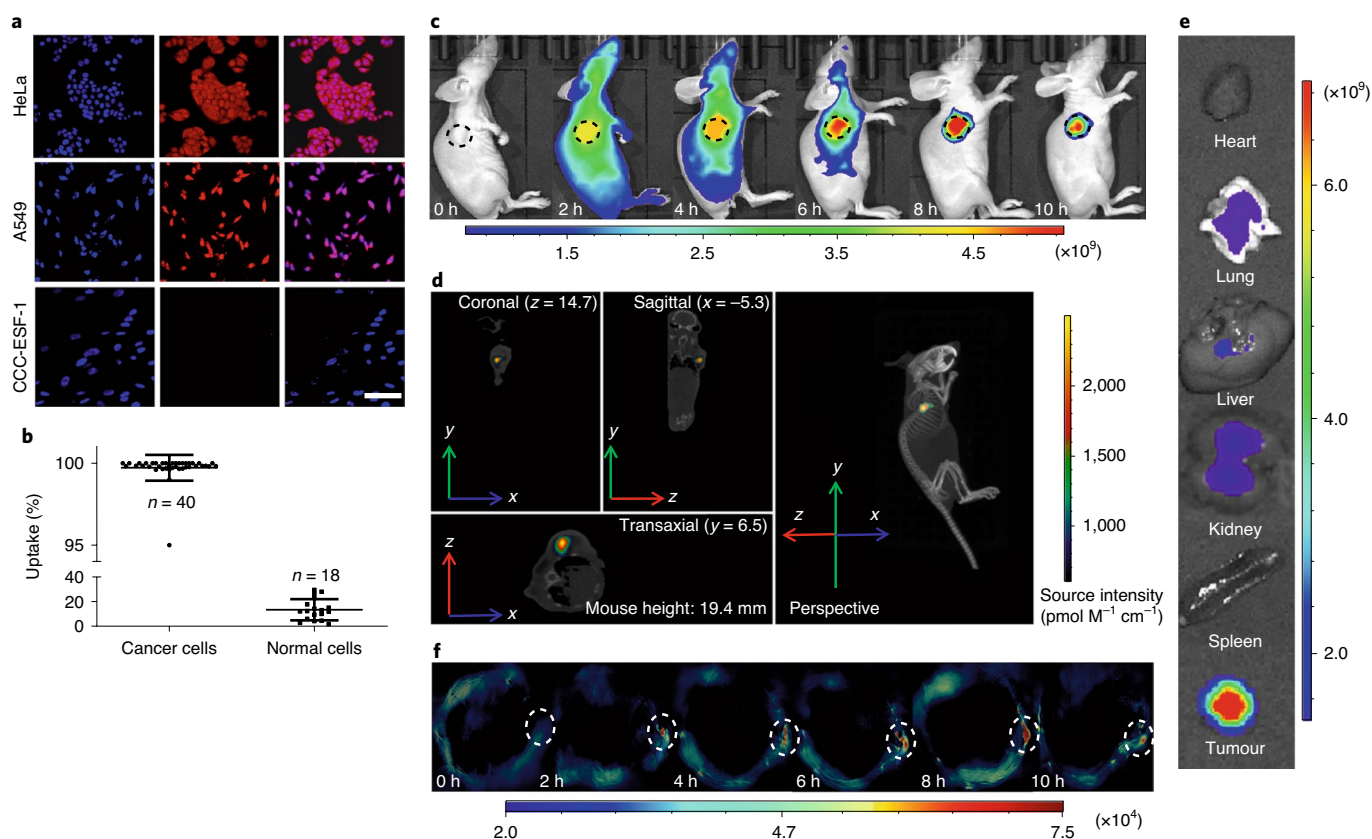 a
HeLa
A549
CCC-ESF-1
b
Uptake (%)
100
95
40
20
0
n = 40
n = 18
Cancer cells
Normal cells
c
0 h
2 h
4 h
6 h
8 h
10 h
1.5
2.5
3.5
4.5
(×10⁹)
d
Coronal (z = 14.7)
y
x
Sagittal (x = –5.3)
y
z
Transaxial (y = 6.5)
z
x
Mouse height: 19.4 mm
y
z
x
Perspective
2,000
1,500
1,000
Source intensity
(pmol M⁻¹ cm⁻¹)
e
Heart
Lung
Liver
Kidney
Spleen
Tumour
(×10⁹)
6.0
4.0
2.0
f
0 h
2 h
4 h
6 h
8 h
10 h
2.0
4.7
7.5
(×10⁴)